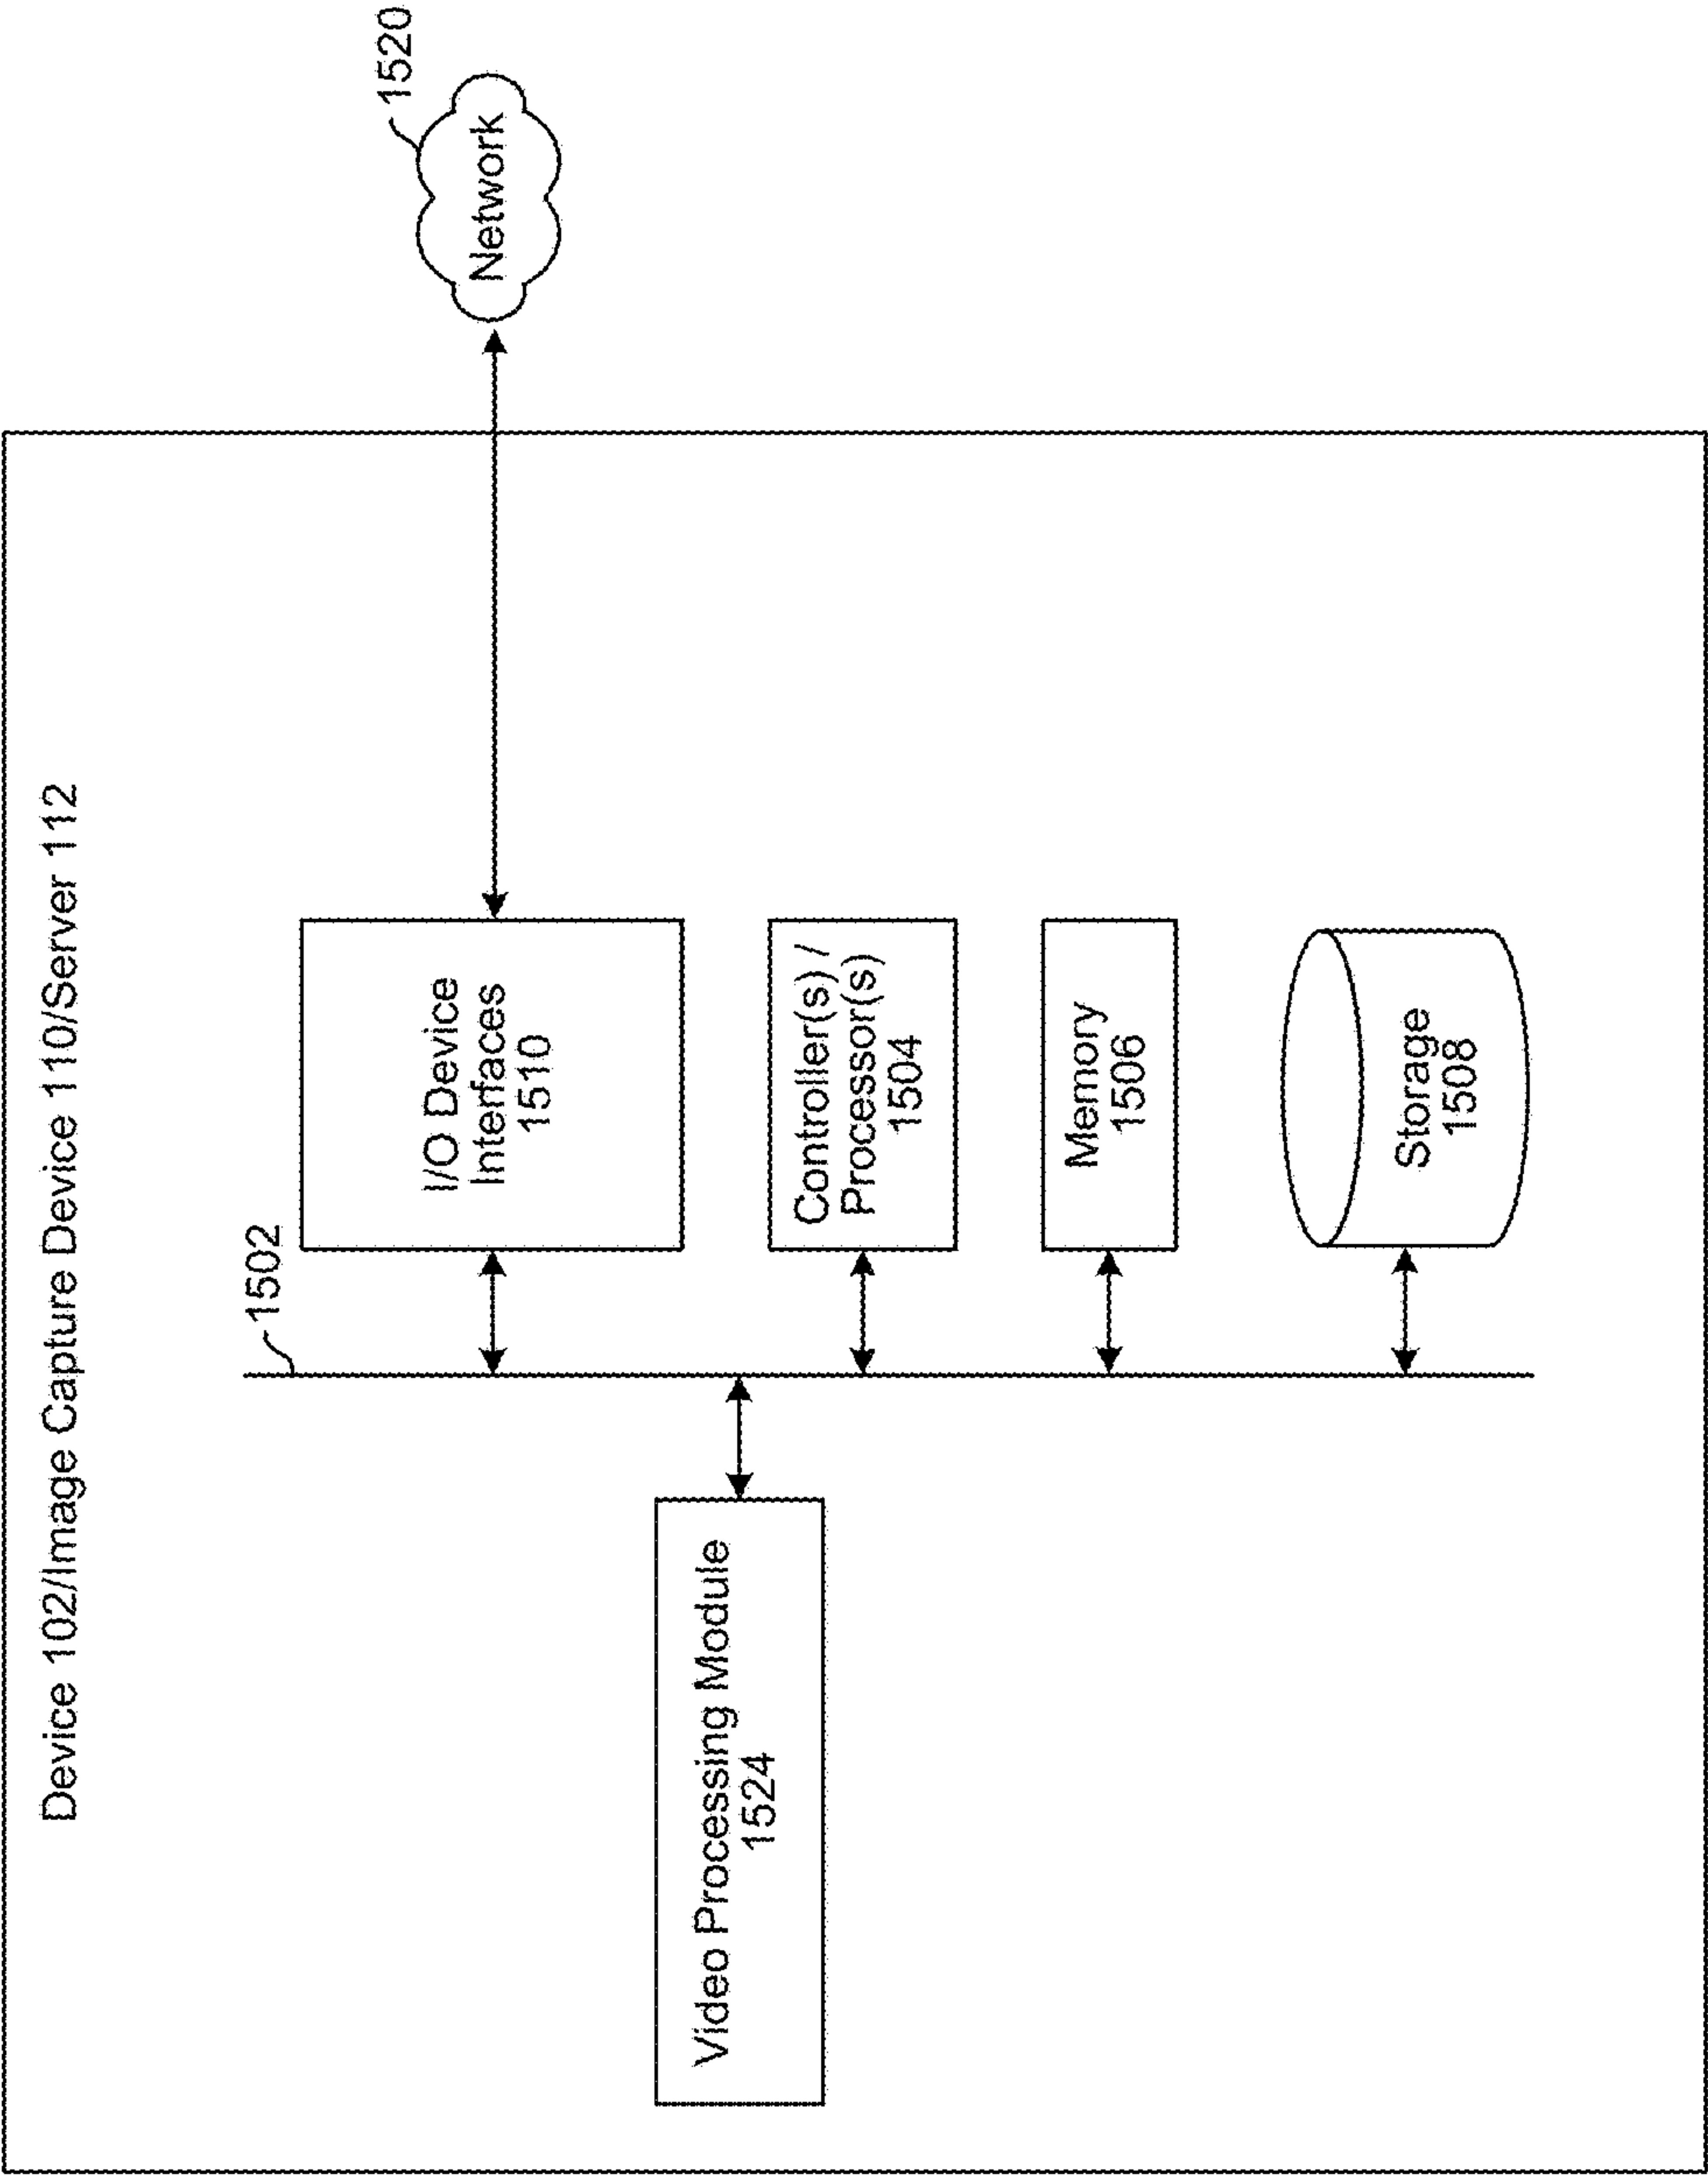 Device 102/Image Capture Device 110/Server 112
1502
1520
I/O Device
Interfaces
1510
Network
Video Processing Module
1524
Controller(s) /
Processor(s)
1504
Memory
1506
Storage
1508